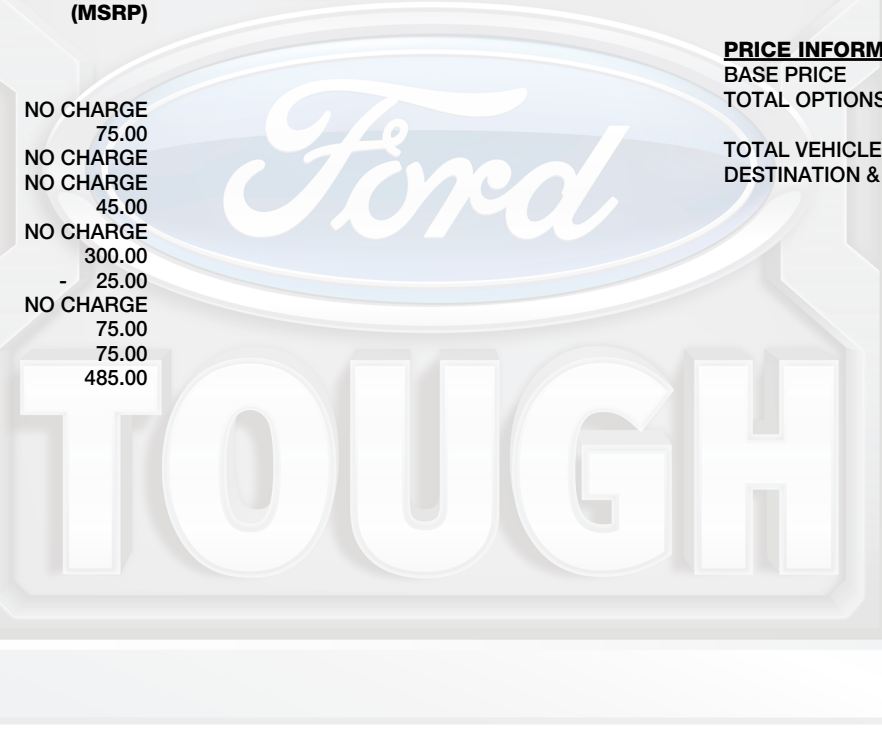 (MSRP)
NO CHARGE
75.00
NO CHARGE
NO CHARGE
45.00
NO CHARGE
300.00
- 25.00
NO CHARGE
75.00
75.00
485.00
PRICE INFORM
BASE PRICE
TOTAL OPTIONS
TOTAL VEHICLE
DESTINATION &
Ford
TOUGH